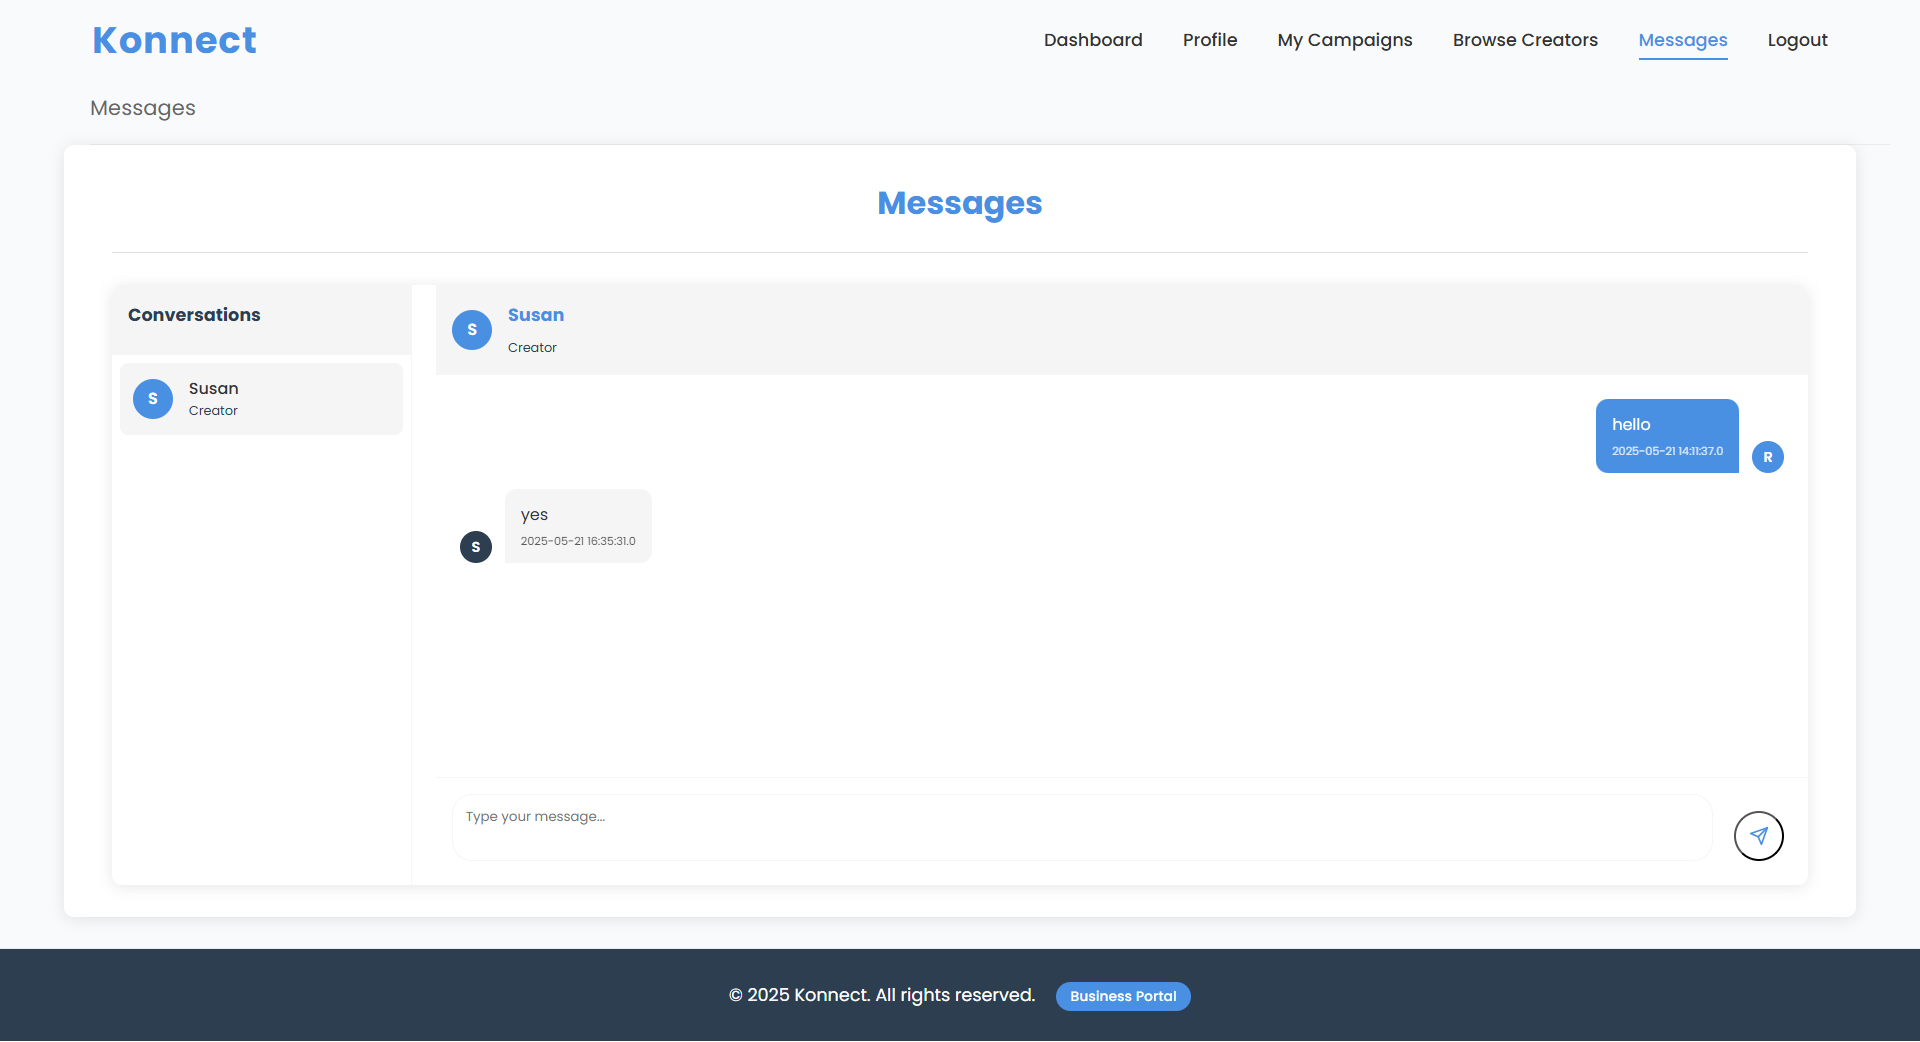 Konnect
Dashboard Profile My Campaigns Browse Creators Messages Logout
Messages
Messages
Conversations
S
Susan
Creator
S
Susan
Creator
hello
2025-05-21 14:11:37.0
R
yes
2025-05-21 16:35:31.0
S
Type your message...
© 2025 Konnect. All rights reserved. Business Portal